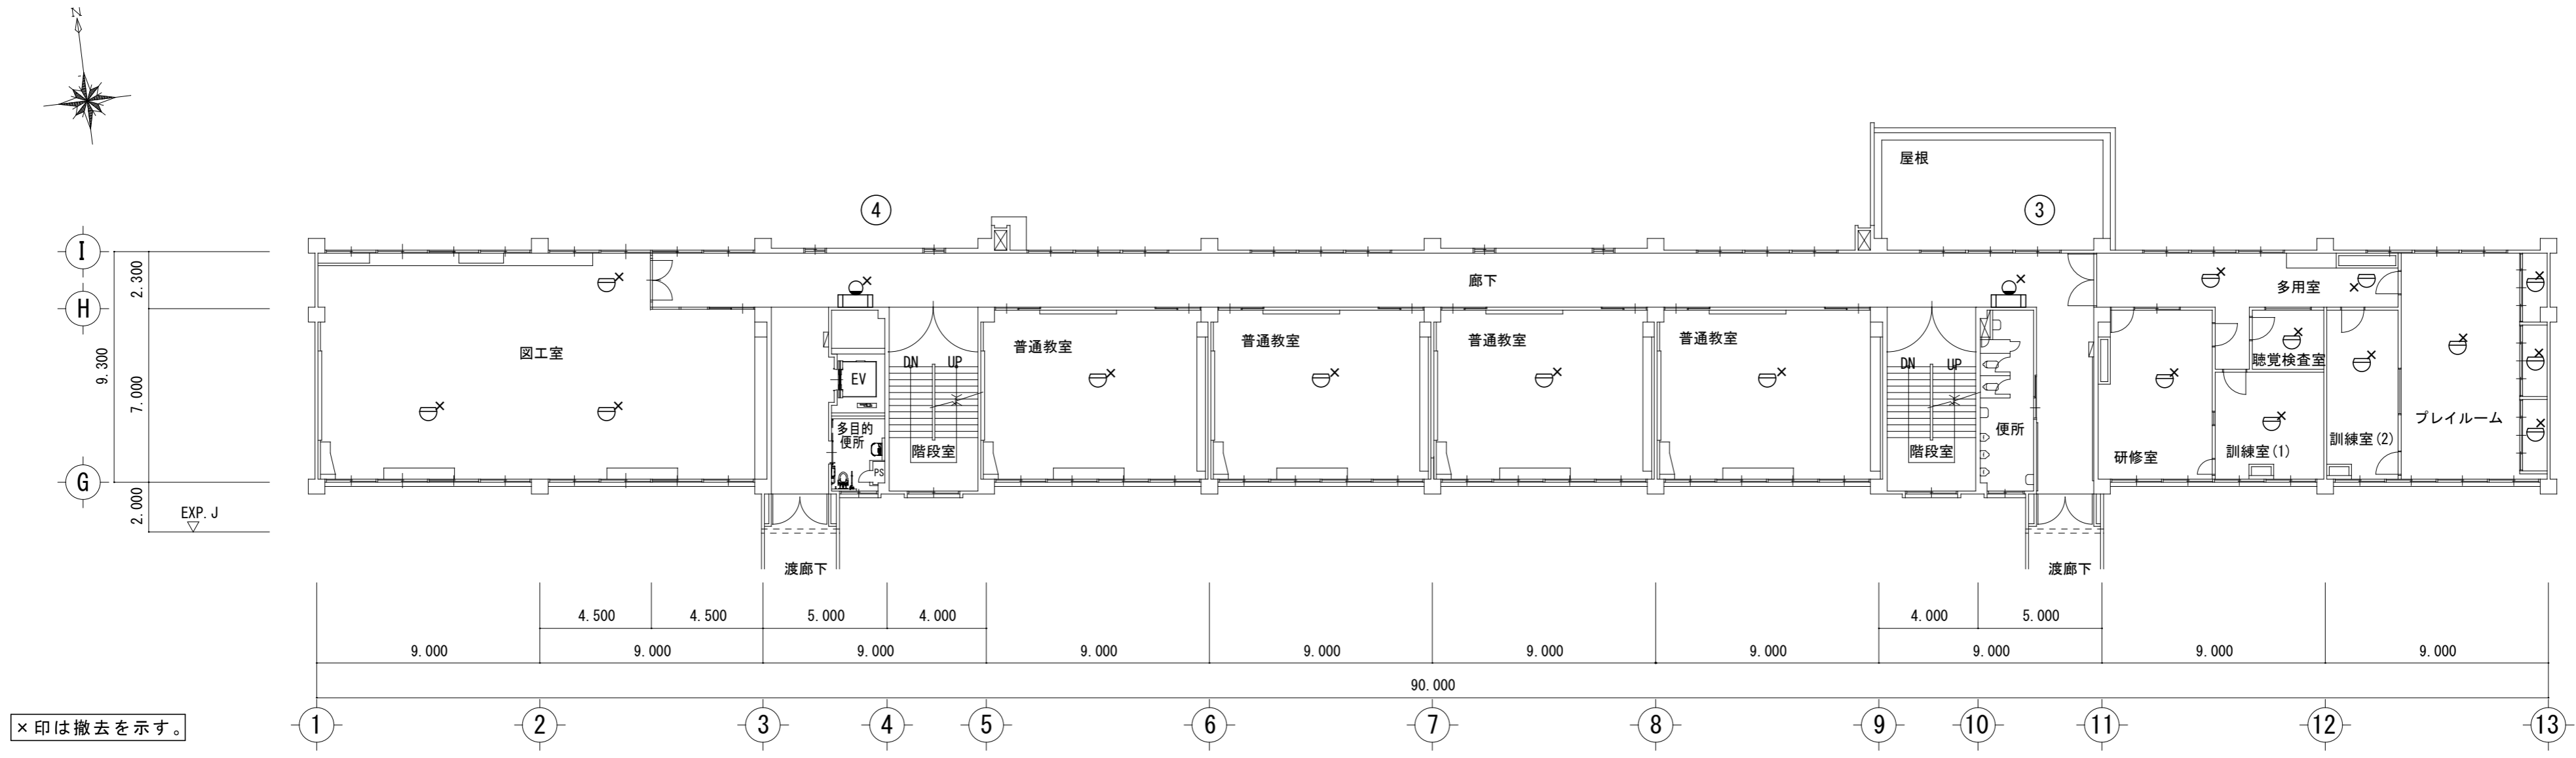 N
屋根
④
③
I
H
G
2.300
7.000
9.300
2.000
EXP.J
廊下
多用室
図工室
DN
UP
EV
多目的
便所
PS
階段室
普通教室
普通教室
普通教室
普通教室
DN
UP
階段室
便所
研修室
聴覚検査室
訓練室(1)
訓練室(2)
プレイルーム
渡廊下
渡廊下
4.500
4.500
5.000
4.000
4.000
5.000
9.000
9.000
9.000
9.000
9.000
9.000
9.000
9.000
9.000
9.000
90.000
1
2
3
4
5
6
7
8
9
10
11
12
13
×印は撤去を示す。